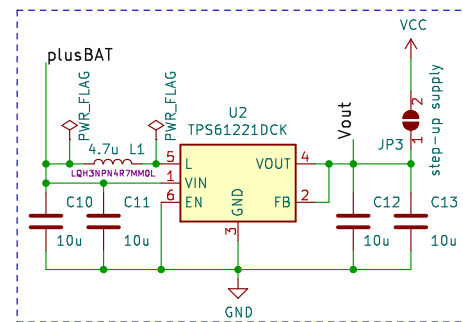 VCC
plusBAT
PWR_FLAG
PWR_FLAG
U2
TPS61221DCK
Vout
2
JP3
1
step-up supply
4.7u L1
LQH3NPN4R7MMOL
5 L
VOUT 4
1 VIN
6 EN
FB 2
GND
3
C10
10u
C11
10u
C12
10u
C13
10u
GND